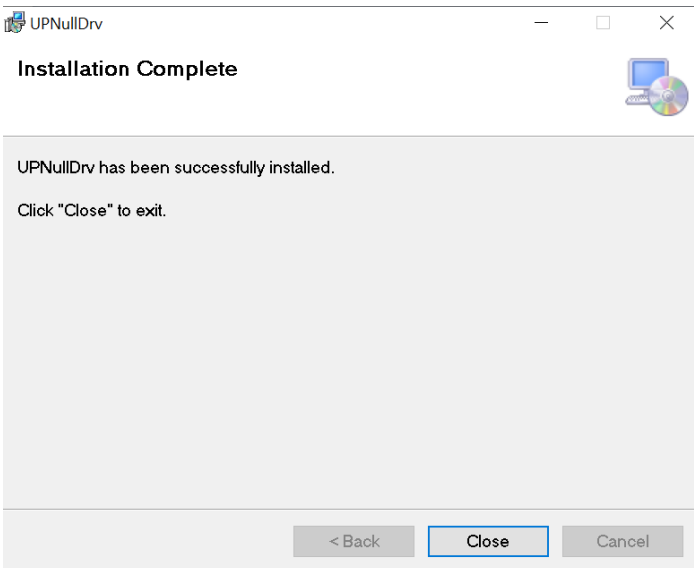 UPNullDrv
Installation Complete
UPNullDrv has been successfully installed.
Click "Close" to exit.
< Back
Close
Cancel